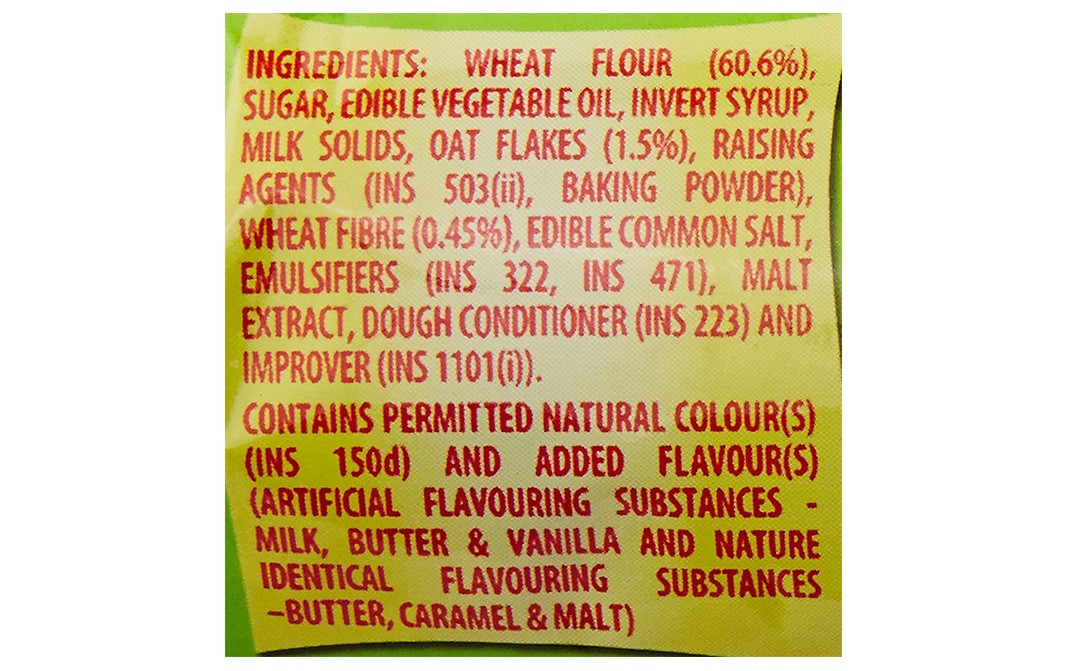 INGREDIENTS: WHEAT FLOUR (60.6%),
SUGAR, EDIBLE VEGETABLE OIL, INVERT SYRUP,
MILK SOLIDS, OAT FLAKES (1.5%), RAISING
AGENTS (INS 503(ii), BAKING POWDER),
WHEAT FIBRE (0.45%), EDIBLE COMMON SALT,
EMULSIFIERS (INS 322, INS 471), MALT
EXTRACT, DOUGH CONDITIONER (INS 223) AND
IMPROVER (INS 1101(i)).
CONTAINS PERMITTED NATURAL COLOUR(S)
(INS 150d) AND ADDED FLAVOUR(S)
(ARTIFICIAL FLAVOURING SUBSTANCES -
MILK, BUTTER & VANILLA AND NATURE
IDENTICAL FLAVOURING SUBSTANCES
–BUTTER, CARAMEL & MALT)